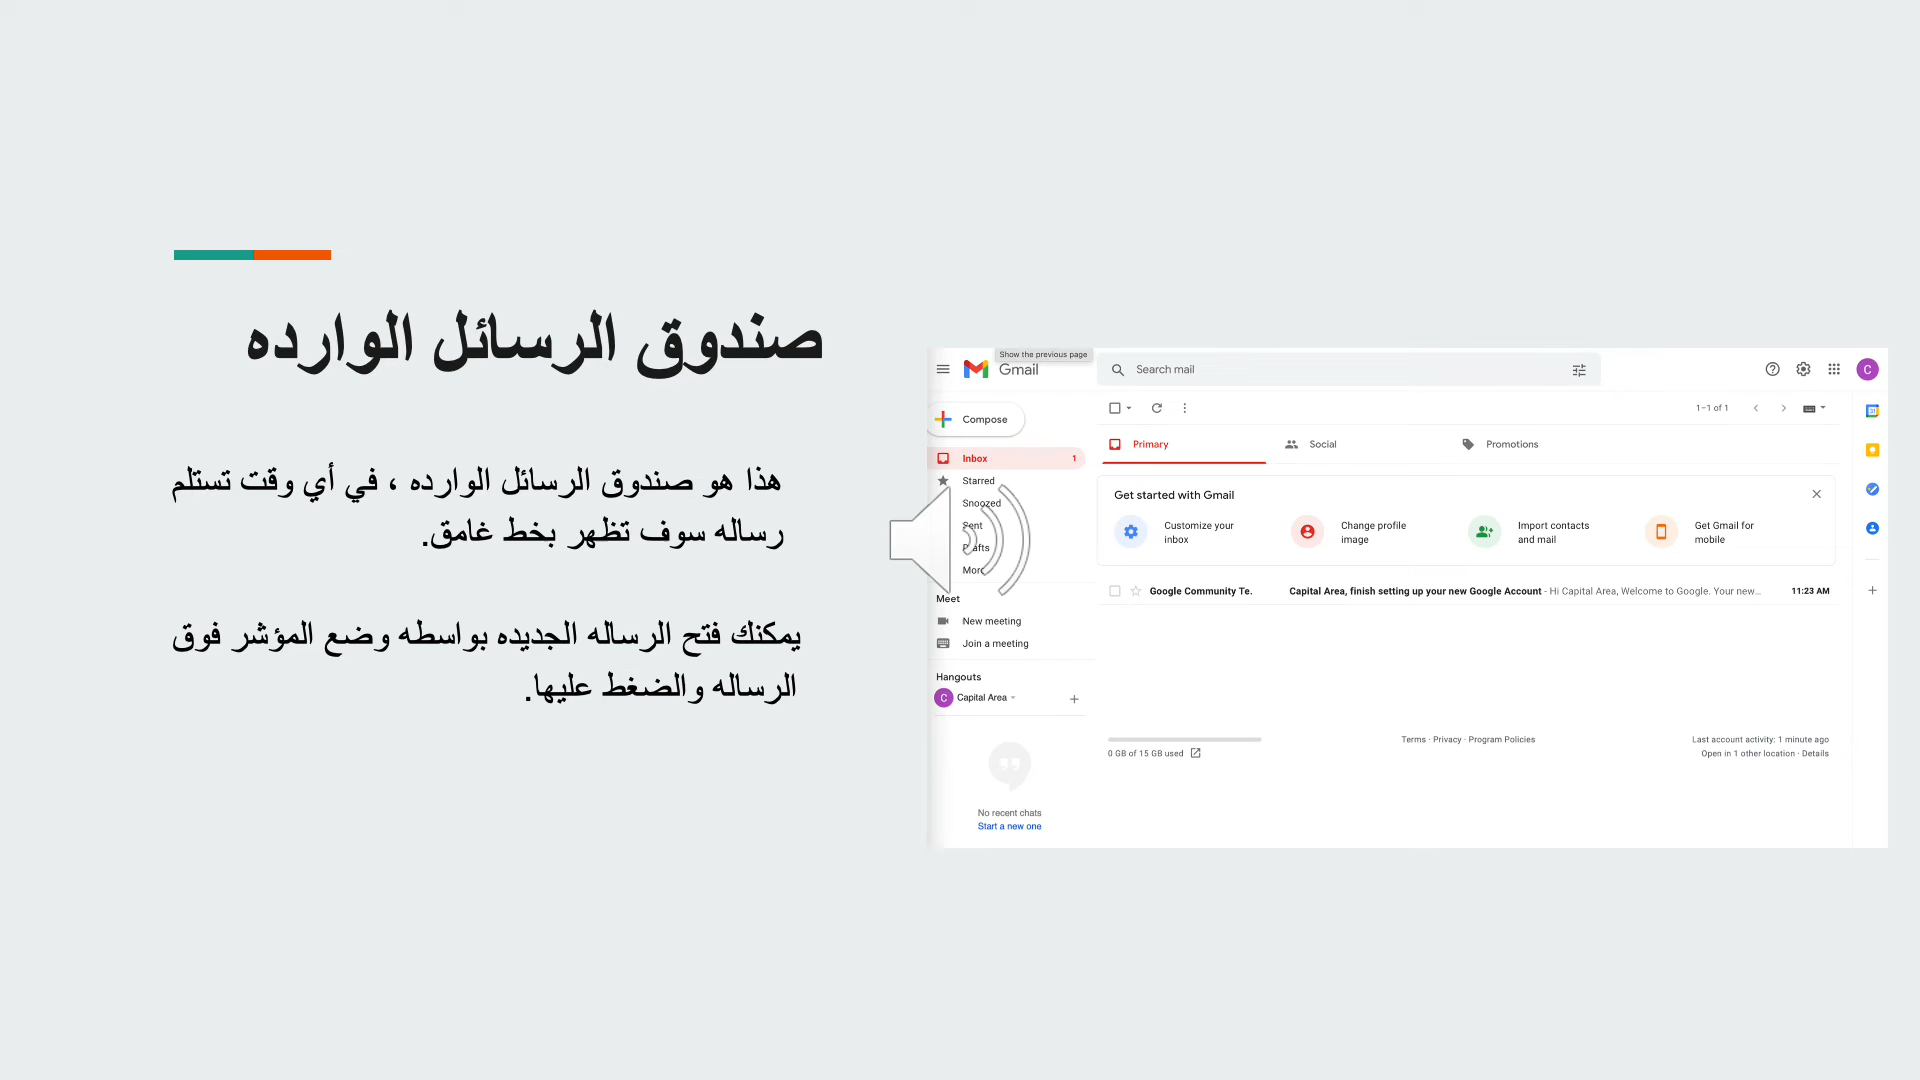 صندوق الرسائل الوارده
هذا هو صندوق الرسائل الوارده ، في أي وقت تستلم
رساله سوف تظهر بخط غامق.
يمكنك فتح الرساله الجديده بواسطه وضع المؤشر فوق
الرساله والضغط عليها.
Show the previous page
Gmail
Search mail
C
Compose
1–1 of 1
Primary
Social
Promotions
Inbox 1
Starred
Snoozed
Sent
Drafts
More
Get started with Gmail
Customize your
inbox
Change profile
image
Import contacts
and mail
Get Gmail for
mobile
Google Community Te. Capital Area, finish setting up your new Google Account - Hi Capital Area, Welcome to Google. Your new... 11:23 AM
Meet
New meeting
Join a meeting
Hangouts
C Capital Area
No recent chats
Start a new one
0 GB of 15 GB used
Terms · Privacy · Program Policies
Last account activity: 1 minute ago
Open in 1 other location · Details
31